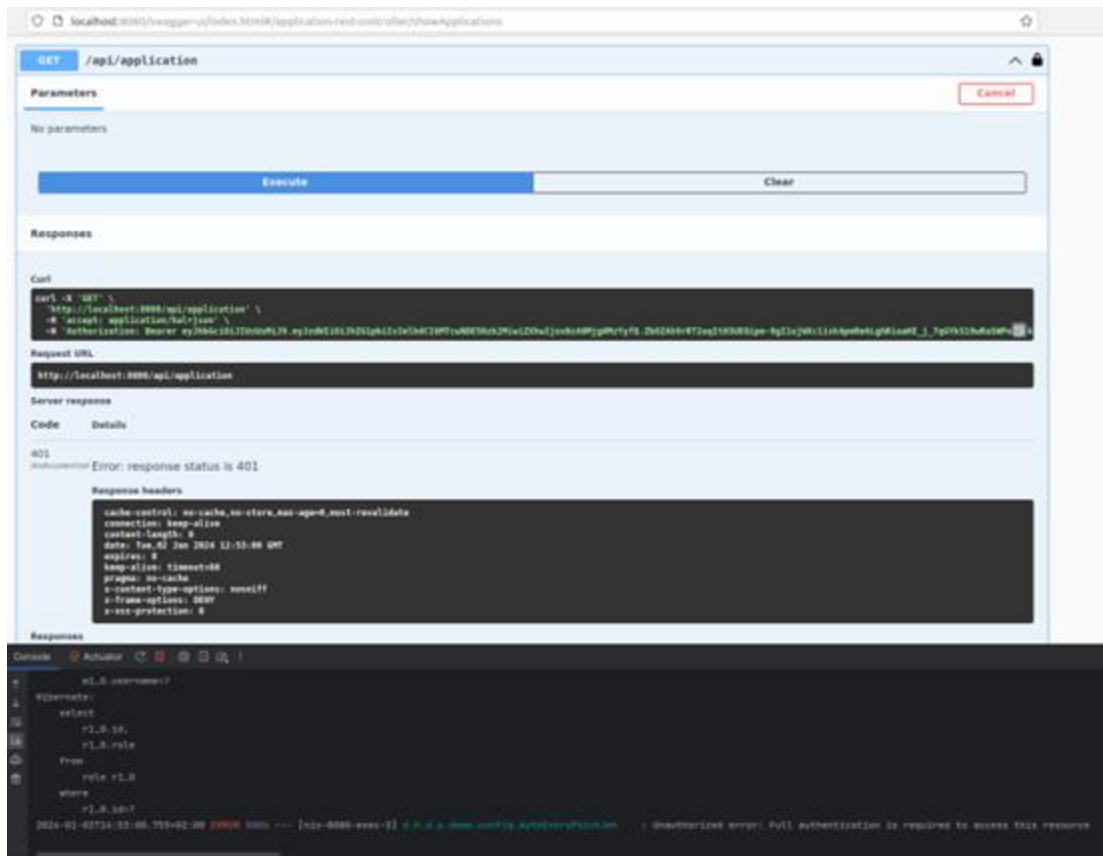 localhost:8080/swagger-ui/index.html#/application-rest-controller/showApplications
GET /api/application
Parameters
Cancel
No parameters
Execute
Clear
Responses
Curl
curl -X 'GET' \
'http://localhost:8080/api/application' \
-H 'accept: application/hal+json' \
-H 'Authorization: Bearer
Request URL
http://localhost:8080/api/application
Server response
Code Details
401
Undocumented Error: response status is 401
Response headers
cache-control: no-cache,no-store,max-age=0,must-revalidate
connection: keep-alive
content-length: 0
date: Tue,02 Jan 2024 12:53:00 GMT
expires: 0
keep-alive: timeout=60
pragma: no-cache
x-content-type-options: nosniff
x-frame-options: DENY
x-xss-protection: 0
Responses
Console Actuator
username=?
Hibernate:
select
r1_0.id,
r1_0.role
from
role r1_0
where
r1_0.id=?
ERROR --- : Unauthorized error: Full authentication is required to access this resource